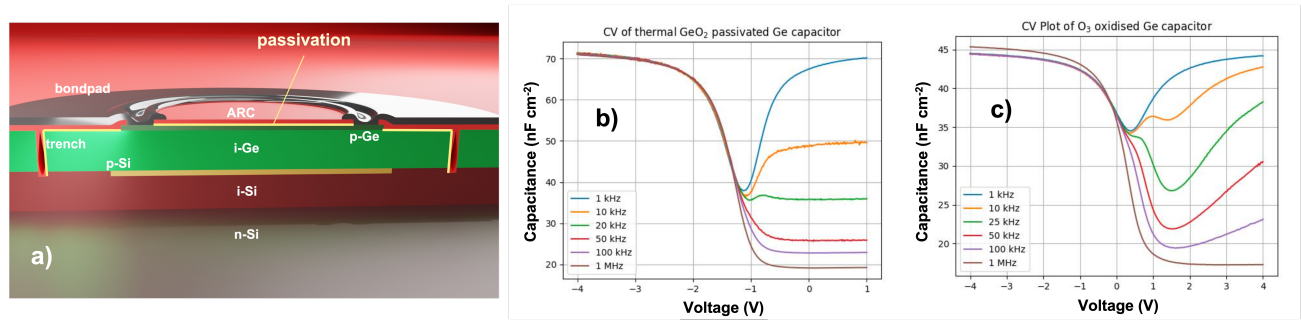 passivation
bondpad
ARC
trench
p-Ge
i-Ge
p-Si
i-Si
n-Si
a)
CV of thermal GeO₂ passivated Ge capacitor
Capacitance (nF cm⁻²)
70
60
50
40
30
20
b)
1 kHz
10 kHz
20 kHz
50 kHz
100 kHz
1 MHz
−4 −3 −2 −1 0 1
Voltage (V)
CV Plot of O₃ oxidised Ge capacitor
Capacitance (nF cm⁻²)
45
40
35
30
25
20
c)
1 kHz
10 kHz
25 kHz
50 kHz
100 kHz
1 MHz
−4 −3 −2 −1 0 1 2 3 4
Voltage (V)